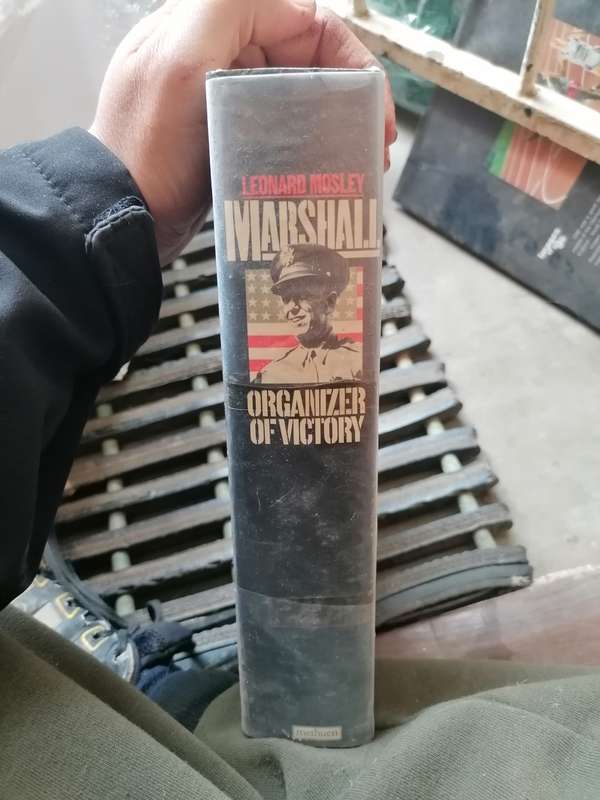 LEONARD MOSLEY
MARSHALL
ORGANIZER
OF VICTORY
methuen